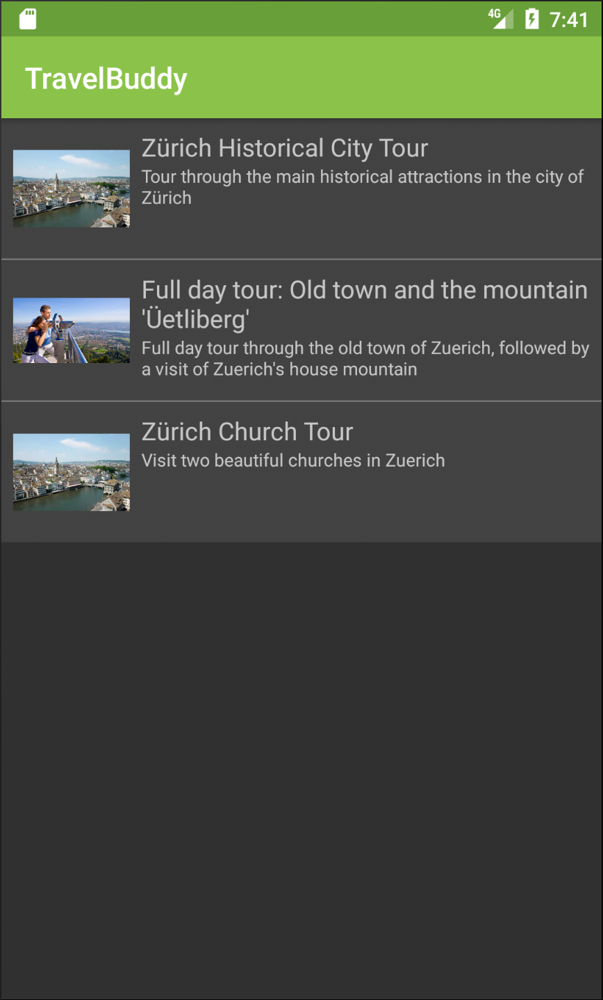 4G 7:41
TravelBuddy
Zürich Historical City Tour
Tour through the main historical attractions in the city of
Zürich
Full day tour: Old town and the mountain
'Üetliberg'
Full day tour through the old town of Zuerich, followed by
a visit of Zuerich's house mountain
Zürich Church Tour
Visit two beautiful churches in Zuerich